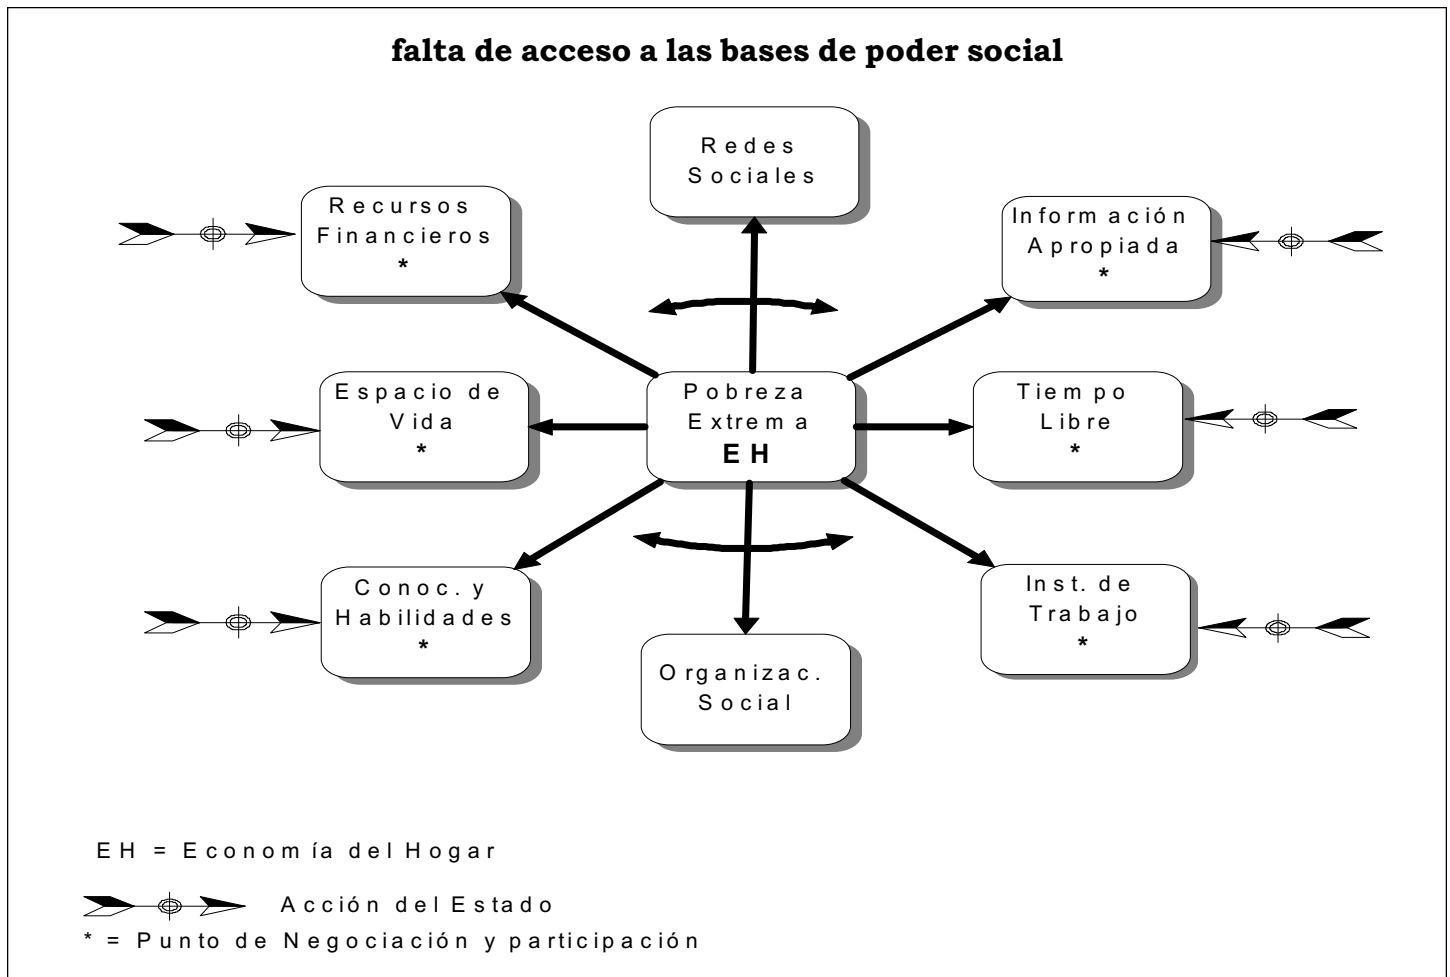 falta de acceso a las bases de poder social
Redes
Sociales
Recursos
Financieros
*
Información
Apropiada
*
Espacio de
Vida
*
Pobreza
Extrema
EH
Tiempo
Libre
*
Conoc. y
Habilidades
*
Inst. de
Trabajo
*
Organizac.
Social
EH = Economía del Hogar
Acción del Estado
* = Punto de Negociación y participación